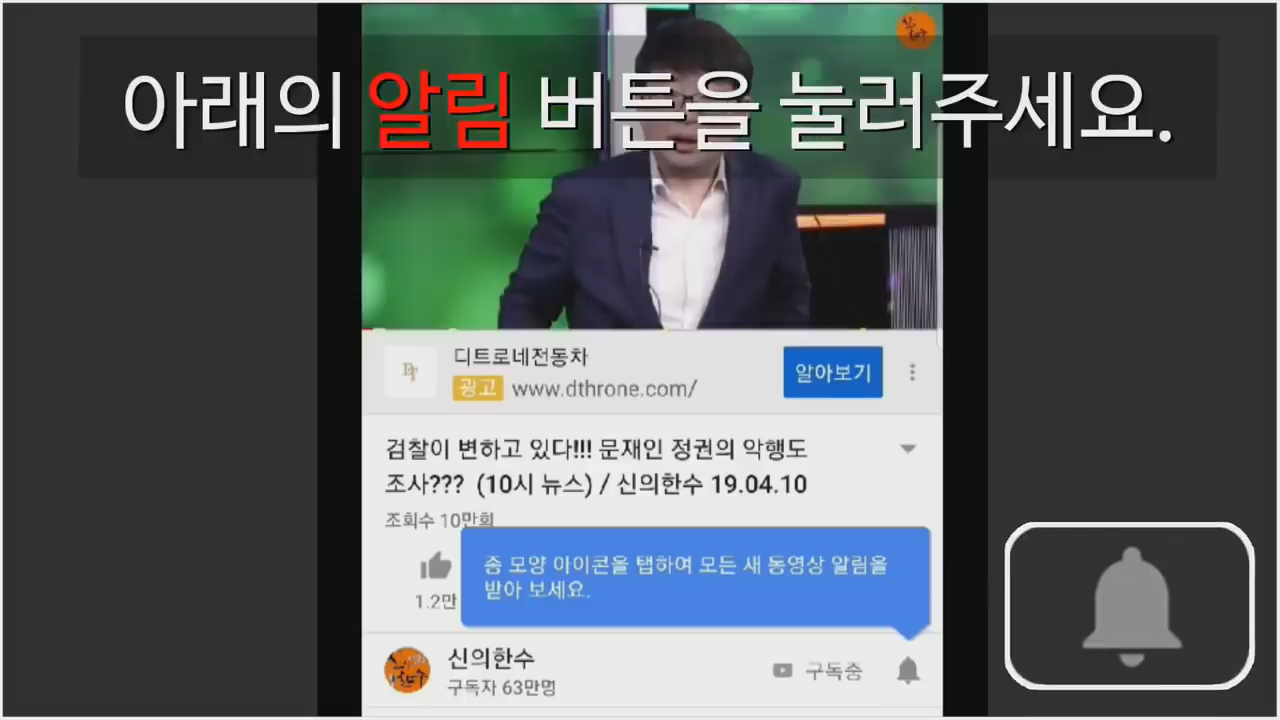 아래의 알림 버튼을 눌러주세요.
디트로네전동차
광고 www.dthrone.com/
알아보기
검찰이 변하고 있다!!! 문재인 정권의 악행도
조사??? (10시 뉴스) / 신의한수 19.04.10
조회수 10만회
종 모양 아이콘을 탭하여 모든 새 동영상 알림을
받아 보세요.
1.2만
신의한수
구독자 63만명
구독중